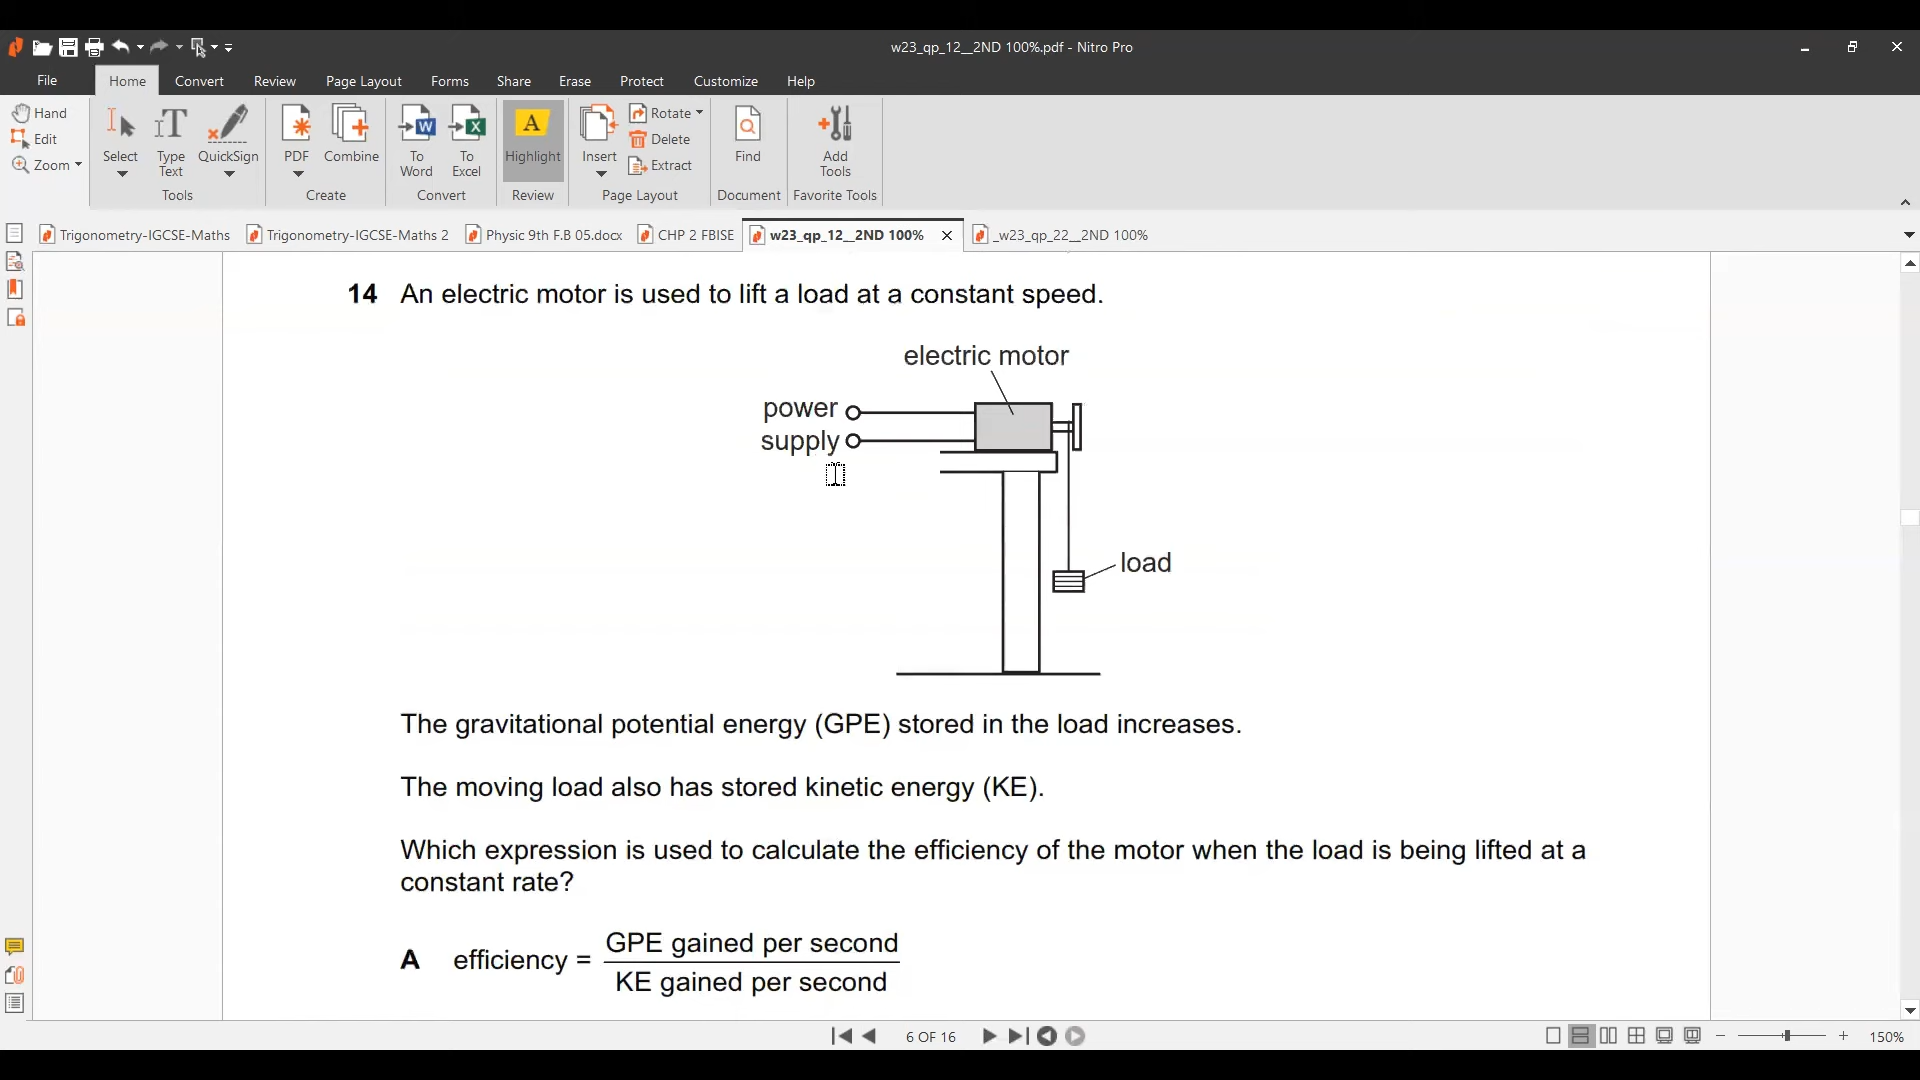 w23_qp_12__2ND 100%.pdf - Nitro Pro
File Home Convert Review Page Layout Forms Share Erase Protect Customize Help
Hand
Edit
Zoom
Select
Type Text
QuickSign
Tools
PDF
Combine
Create
To Word
To Excel
Convert
Highlight
Review
Insert
Rotate
Delete
Extract
Page Layout
Find
Document
Add Tools
Favorite Tools
Trigonometry-IGCSE-Maths Trigonometry-IGCSE-Maths 2 Physic 9th F.B 05.docx CHP 2 FBISE w23_qp_12__2ND 100% _w23_qp_22__2ND 100%
14 An electric motor is used to lift a load at a constant speed.
electric motor
power
supply
load
The gravitational potential energy (GPE) stored in the load increases.
The moving load also has stored kinetic energy (KE).
Which expression is used to calculate the efficiency of the motor when the load is being lifted at a
constant rate?
A efficiency = GPE gained per second
KE gained per second
6 OF 16
150%